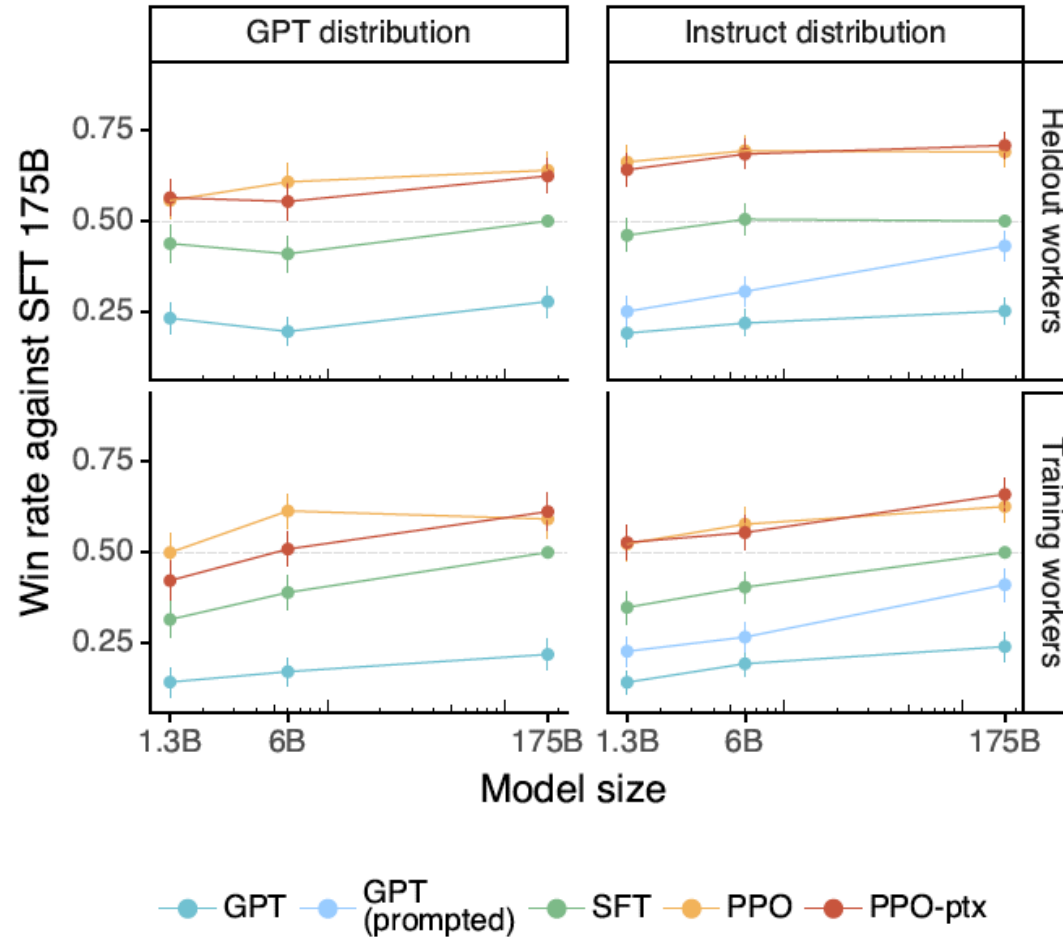 GPT distribution
Instruct distribution
Win rate against SFT 175B
0.75
0.50
0.25
Heldout workers
0.75
0.50
0.25
Training workers
1.3B
6B
175B
1.3B
6B
175B
Model size
GPT
GPT
(prompted)
SFT
PPO
PPO-ptx